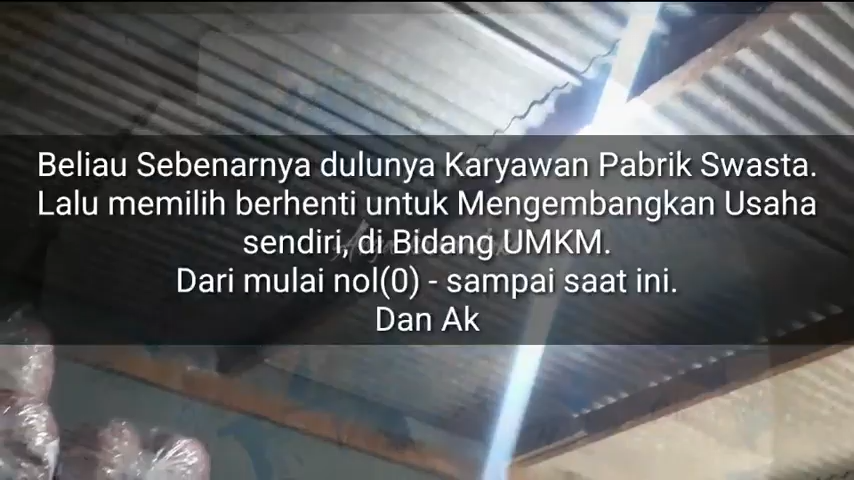 Beliau Sebenarnya dulunya Karyawan Pabrik Swasta.
Lalu memilih berhenti untuk Mengembangkan Usaha
sendiri, di Bidang UMKM.
Dari mulai nol(0) - sampai saat ini.
Dan Ak